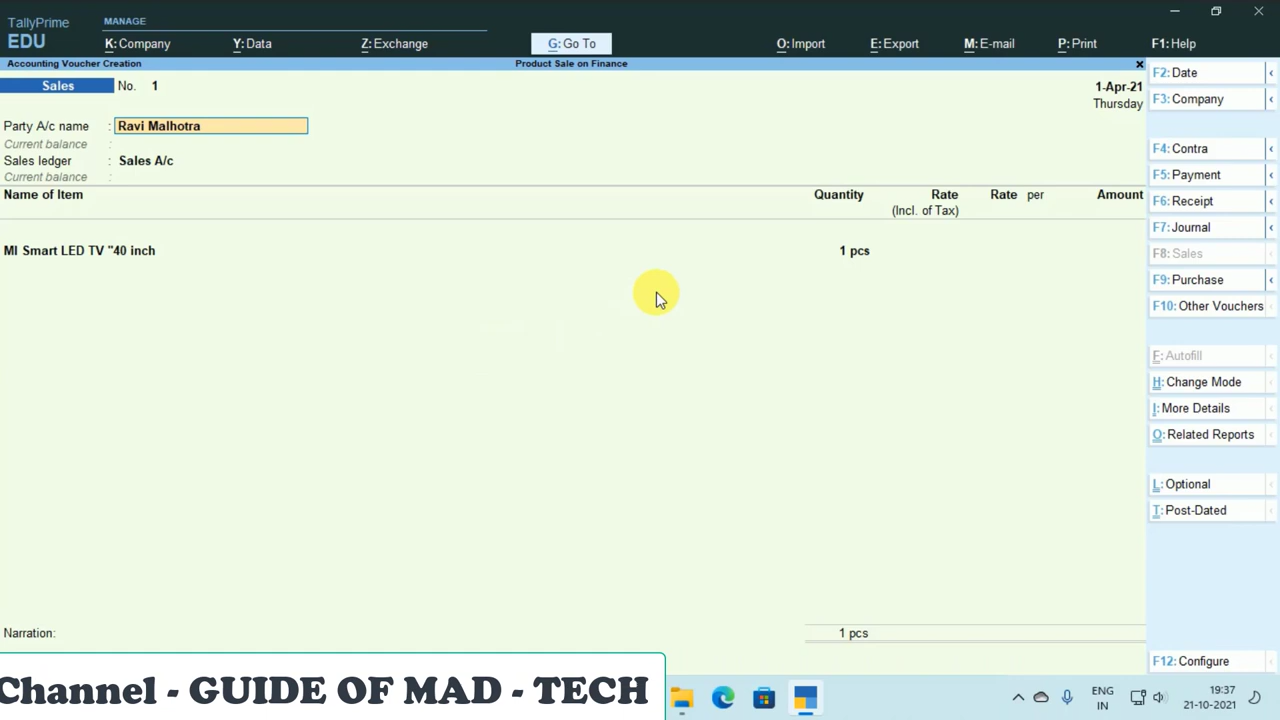 TallyPrime
EDU
MANAGE
K: Company
Y: Data
Z: Exchange
G: Go To
O: Import
E: Export
M: E-mail
P: Print
F1: Help
Accounting Voucher Creation
Product Sale on Finance
Sales
No. 1
1-Apr-21
Thursday
Party A/c name : Ravi Malhotra
Current balance :
Sales ledger : Sales A/c
Current balance :
Name of Item
Quantity
Rate
(Incl. of Tax)
Rate per
Amount
MI Smart LED TV "40 inch
1 pcs
Narration:
1 pcs
F2: Date
F3: Company
F4: Contra
F5: Payment
F6: Receipt
F7: Journal
F8: Sales
F9: Purchase
F10: Other Vouchers
F: Autofill
H: Change Mode
I: More Details
O: Related Reports
L: Optional
T: Post-Dated
F12: Configure
Channel - GUIDE OF MAD - TECH
ENG
IN
19:37
21-10-2021